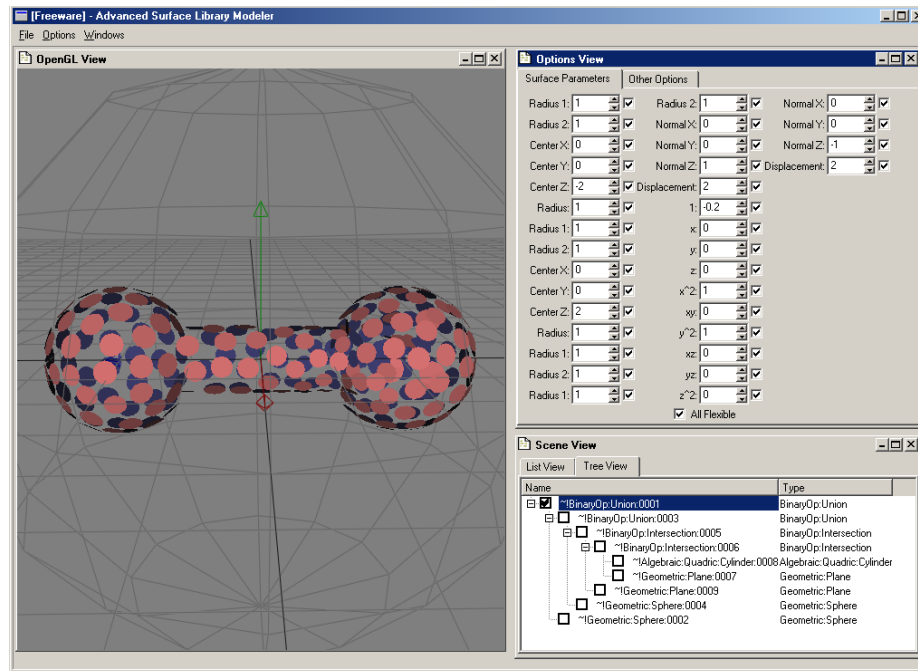 [Freeware] - Advanced Surface Library Modeler
File Options Windows
OpenGL View
Options View
Surface Parameters Other Options
Radius 1: 1 Radius 2: 1 Normal X: 0
Radius 2: 1 Normal X: 0 Normal Y: 0
Center X: 0 Normal Y: 0 Normal Z: -1
Center Y: 0 Normal Z: 1 Displacement: 2
Center Z: -2 Displacement: 2
Radius: 1 1: -0.2
Radius 1: 1 x: 0
Radius 2: 1 y: 0
Center X: 0 z: 0
Center Y: 0 x^2: 1
Center Z: 2 xy: 0
Radius: 1 y^2: 1
Radius 1: 1 xz: 0
Radius 2: 1 yz: 0
Radius 1: 1 z^2: 0
All Flexible
Scene View
List View Tree View
Name Type
~!BinaryOp:Union:0001 BinaryOp:Union
~!BinaryOp:Union:0003 BinaryOp:Union
~!BinaryOp:Intersection:0005 BinaryOp:Intersection
~!BinaryOp:Intersection:0006 BinaryOp:Intersection
~!Algebraic:Quadric:Cylinder:0008 Algebraic:Quadric:Cylinder
~!Geometric:Plane:0007 Geometric:Plane
~!Geometric:Plane:0009 Geometric:Plane
~!Geometric:Sphere:0004 Geometric:Sphere
~!Geometric:Sphere:0002 Geometric:Sphere